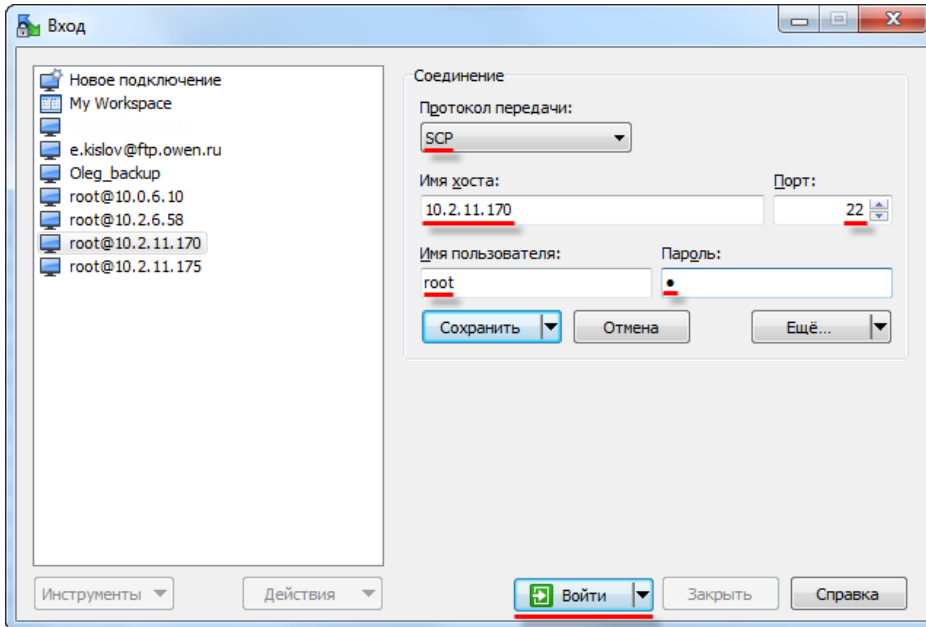 Вход
Новое подключение
My Workspace
e.kislov@ftp.owen.ru
Oleg_backup
root@10.0.6.10
root@10.2.6.58
root@10.2.11.170
root@10.2.11.175
Соединение
Протокол передачи:
SCP
Имя хоста:
Порт:
10.2.11.170
22
Имя пользователя:
Пароль:
root
●
Сохранить
Отмена
Ещё...
Инструменты
Действия
Войти
Закрыть
Справка